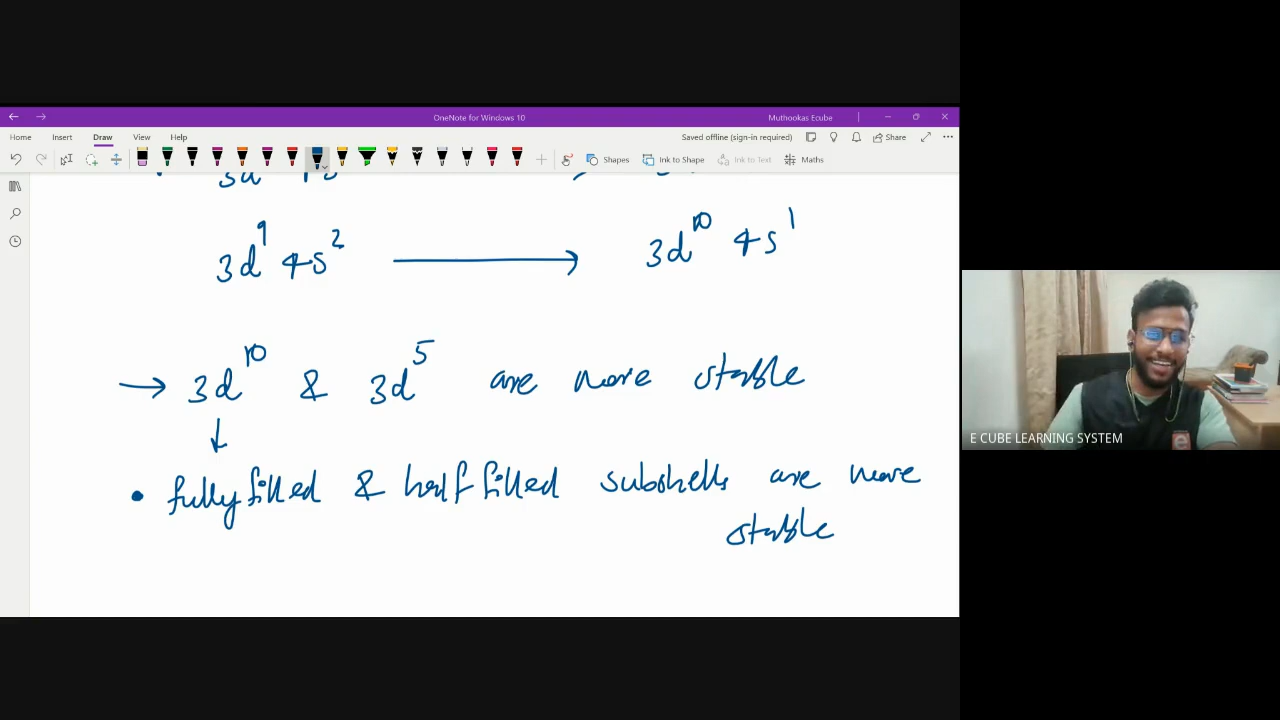 OneNote for Windows 10
Muthookas Ecube
Home Insert Draw View Help
Saved offline (sign-in required) Share
Shapes Ink to Shape Ink to Text Maths
3d⁹ 4s² ⟶ 3d¹⁰ 4s¹
→ 3d¹⁰ & 3d⁵ are more stable
↓
• fully filled & half filled subshells are more
stable
E CUBE LEARNING SYSTEM